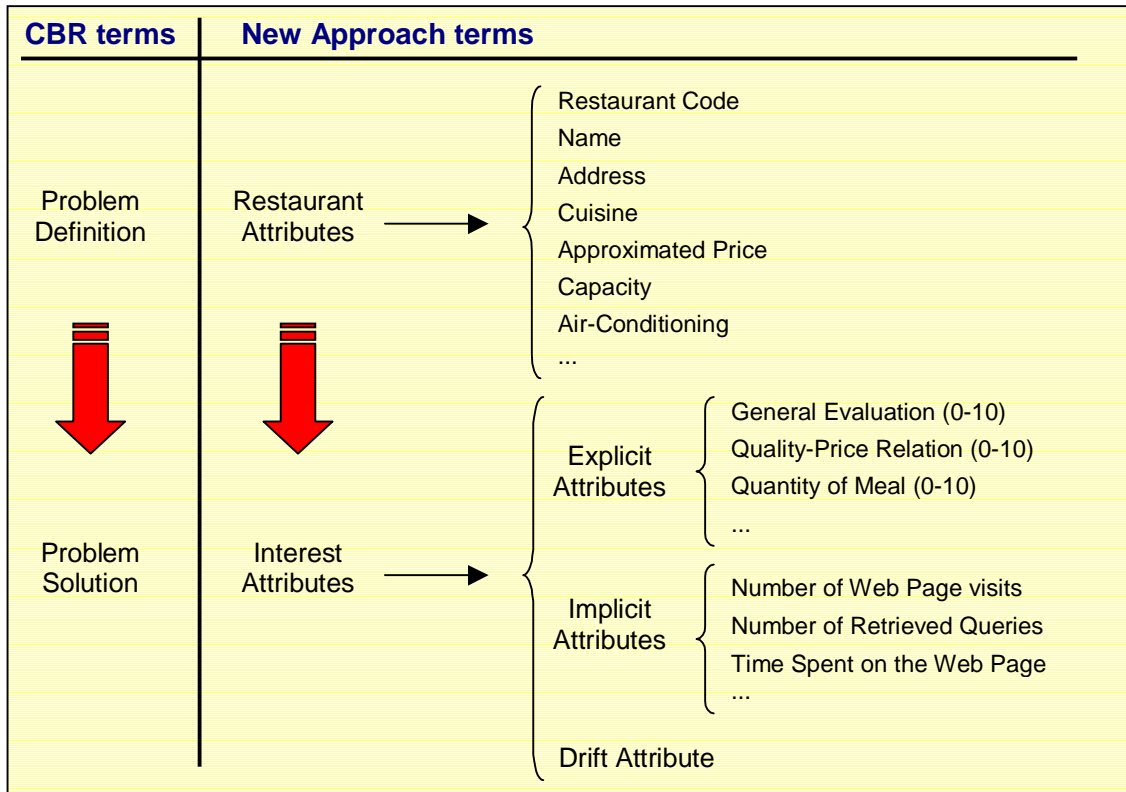 CBR terms
New Approach terms
Restaurant Code
Name
Address
Cuisine
Approximated Price
Capacity
Air-Conditioning
...
Problem
Definition
Restaurant
Attributes
General Evaluation (0-10)
Quality-Price Relation (0-10)
Quantity of Meal (0-10)
...
Explicit
Attributes
Problem
Solution
Interest
Attributes
Implicit
Attributes
Number of Web Page visits
Number of Retrieved Queries
Time Spent on the Web Page
...
Drift Attribute